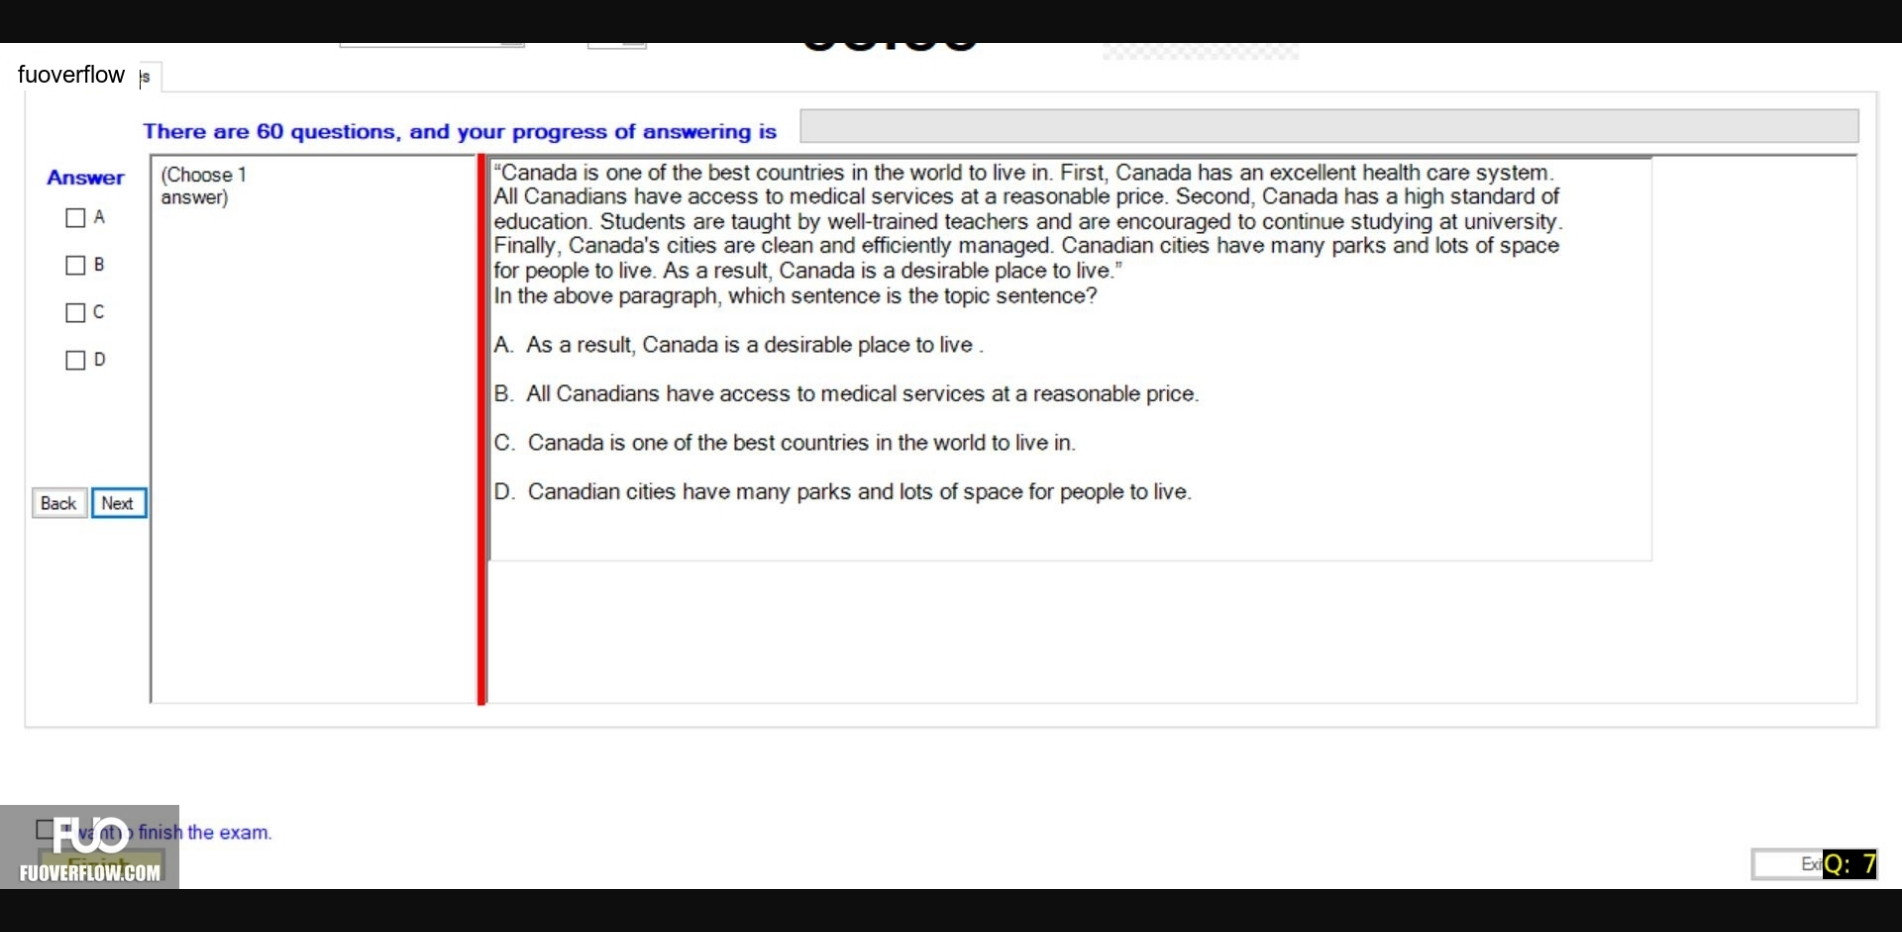 fuoverflow
s
There are 60 questions, and your progress of answering is
Answer
A
B
C
D
Back Next
(Choose 1
answer)
“Canada is one of the best countries in the world to live in. First, Canada has an excellent health care system.
All Canadians have access to medical services at a reasonable price. Second, Canada has a high standard of
education. Students are taught by well-trained teachers and are encouraged to continue studying at university.
Finally, Canada's cities are clean and efficiently managed. Canadian cities have many parks and lots of space
for people to live. As a result, Canada is a desirable place to live.”
In the above paragraph, which sentence is the topic sentence?
A. As a result, Canada is a desirable place to live .
B. All Canadians have access to medical services at a reasonable price.
C. Canada is one of the best countries in the world to live in.
D. Canadian cities have many parks and lots of space for people to live.
want to finish the exam.
FUO
FUOVERFLOW.COM
Exi
Q: 7